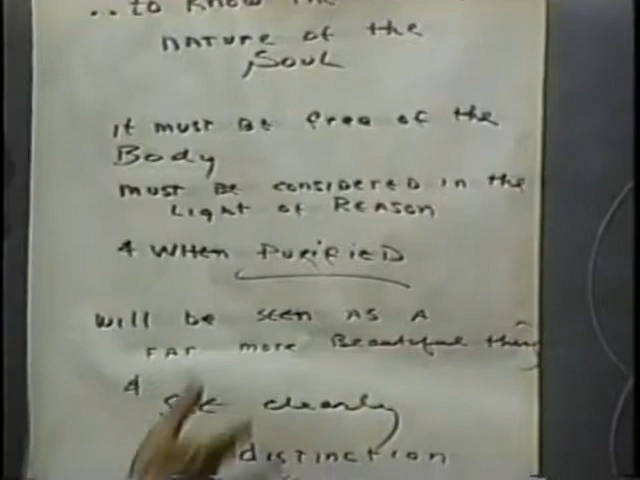 ..to know the
NATURE of the
SOUL
it must BE free of the
Body
must BE considered in the
Light of REASON
& WHEN PURIFIED
will be seen AS A
FAR more Beautiful thing
& see clearly
distinction